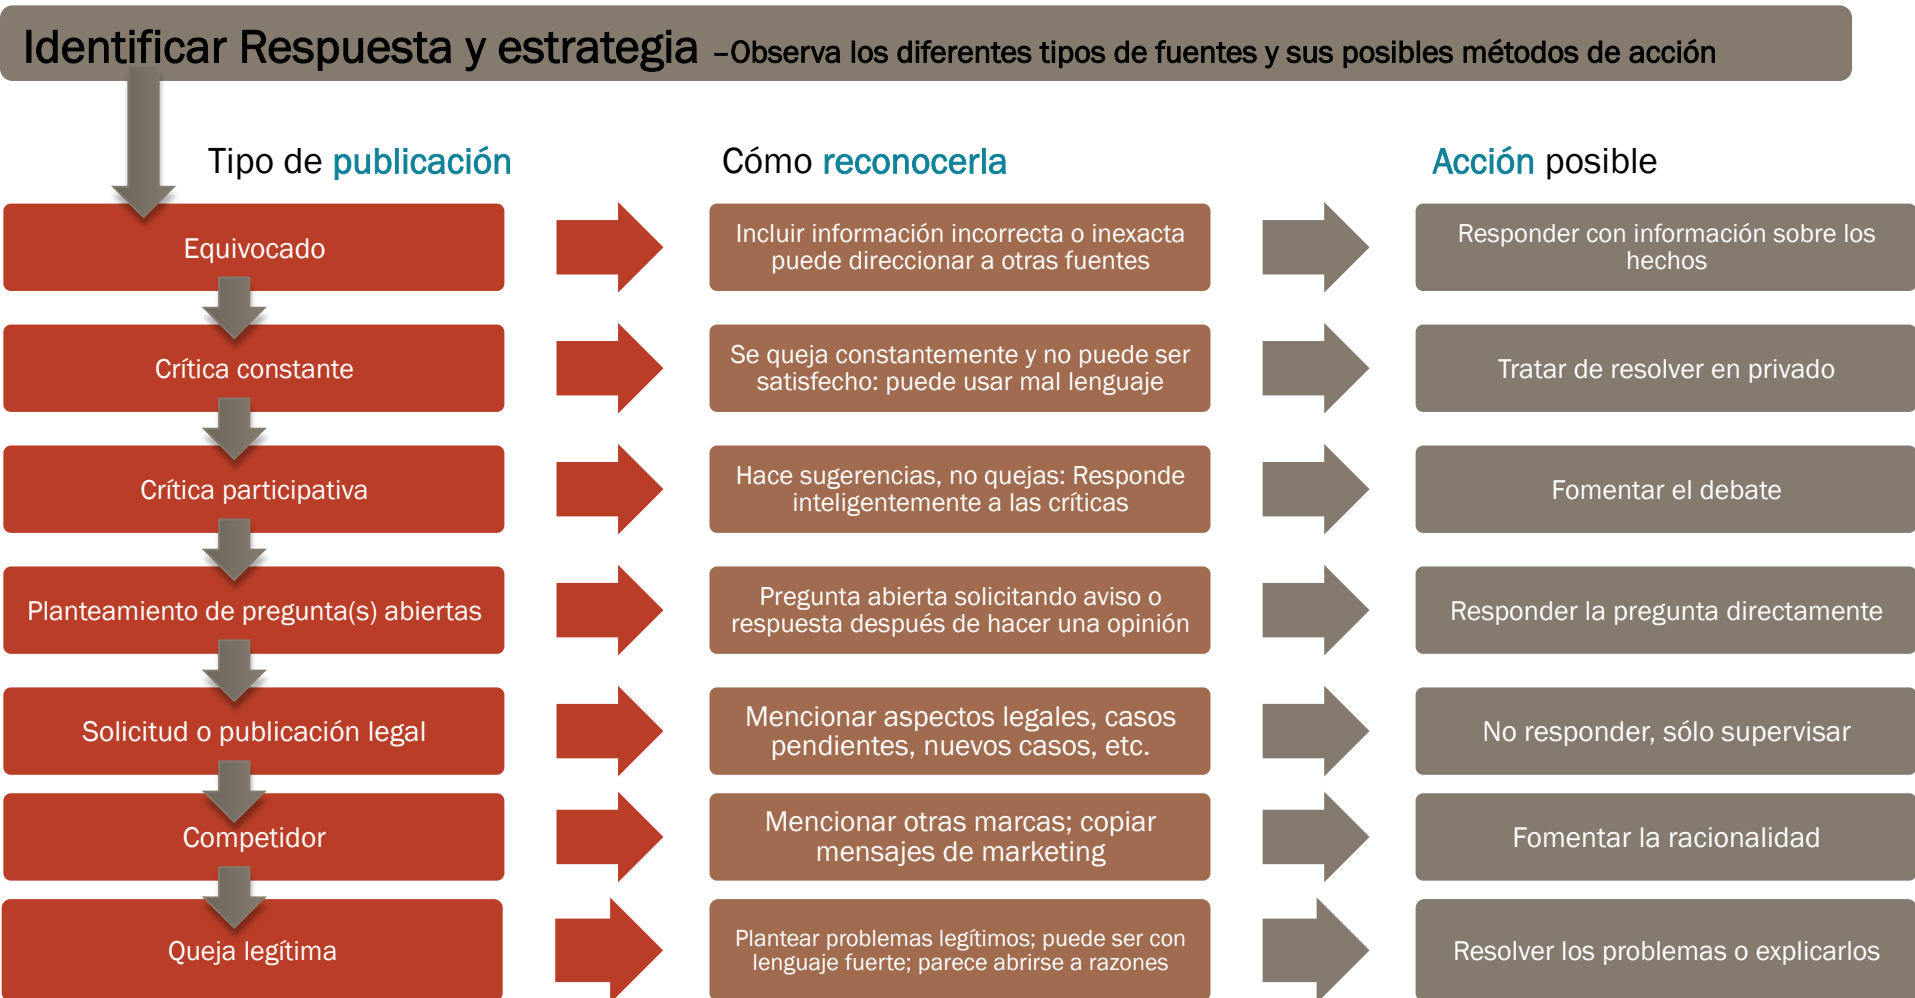 Identificar Respuesta y estrategia –Observa los diferentes tipos de fuentes y sus posibles métodos de acción
Tipo de publicación
Cómo reconocerla
Acción posible
Equivocado
Incluir información incorrecta o inexacta
puede direccionar a otras fuentes
Responder con información sobre los
hechos
Crítica constante
Se queja constantemente y no puede ser
satisfecho: puede usar mal lenguaje
Tratar de resolver en privado
Crítica participativa
Hace sugerencias, no quejas: Responde
inteligentemente a las críticas
Fomentar el debate
Planteamiento de pregunta(s) abiertas
Pregunta abierta solicitando aviso o
respuesta después de hacer una opinión
Responder la pregunta directamente
Solicitud o publicación legal
Mencionar aspectos legales, casos
pendientes, nuevos casos, etc.
No responder, sólo supervisar
Competidor
Mencionar otras marcas; copiar
mensajes de marketing
Fomentar la racionalidad
Queja legítima
Plantear problemas legítimos; puede ser con
lenguaje fuerte; parece abrirse a razones
Resolver los problemas o explicarlos